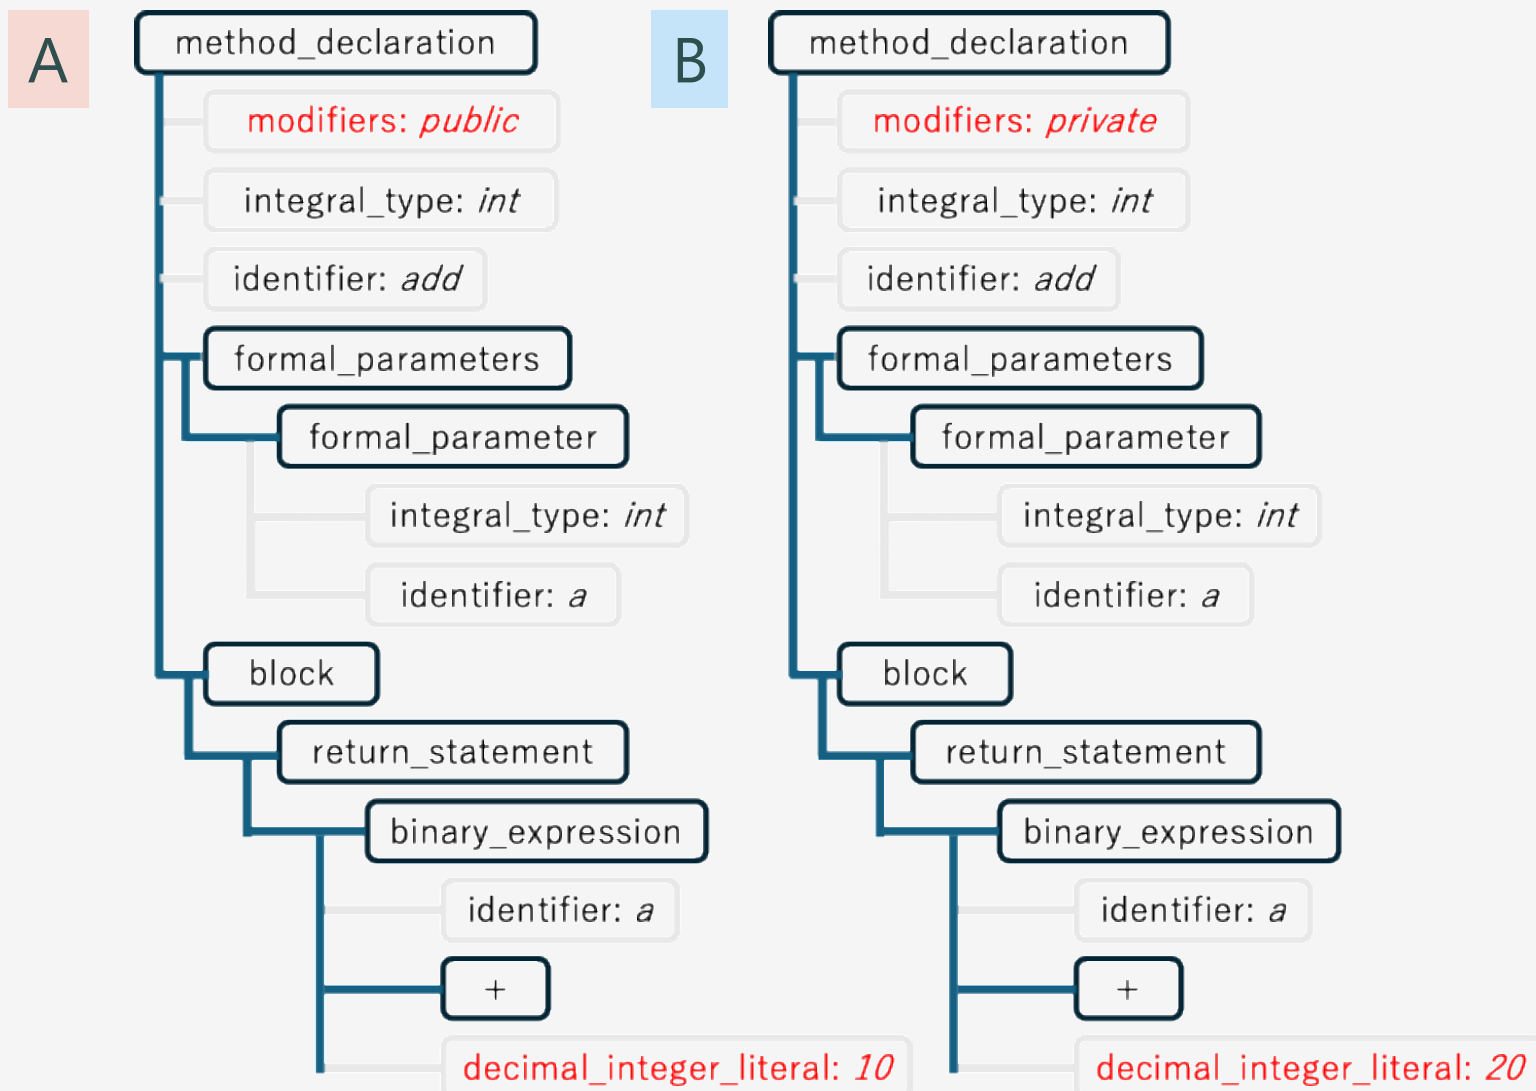 A
method_declaration
modifiers: public
integral_type: int
identifier: add
formal_parameters
formal_parameter
integral_type: int
identifier: a
block
return_statement
binary_expression
identifier: a
+
decimal_integer_literal: 10
B
method_declaration
modifiers: private
integral_type: int
identifier: add
formal_parameters
formal_parameter
integral_type: int
identifier: a
block
return_statement
binary_expression
identifier: a
+
decimal_integer_literal: 20